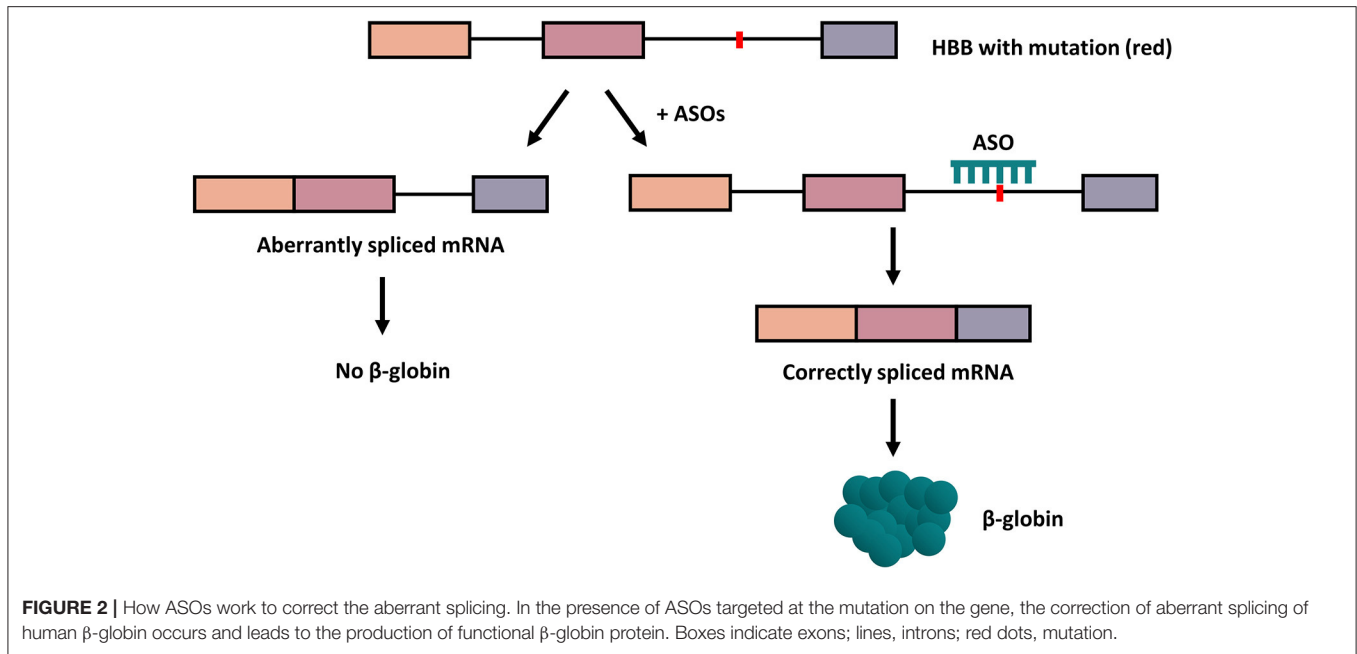 HBB with mutation (red)
+ ASOs
ASO
Aberrantly spliced mRNA
No β-globin
Correctly spliced mRNA
β-globin
FIGURE 2 | How ASOs work to correct the aberrant splicing. In the presence of ASOs targeted at the mutation on the gene, the correction of aberrant splicing of
human β-globin occurs and leads to the production of functional β-globin protein. Boxes indicate exons; lines, introns; red dots, mutation.